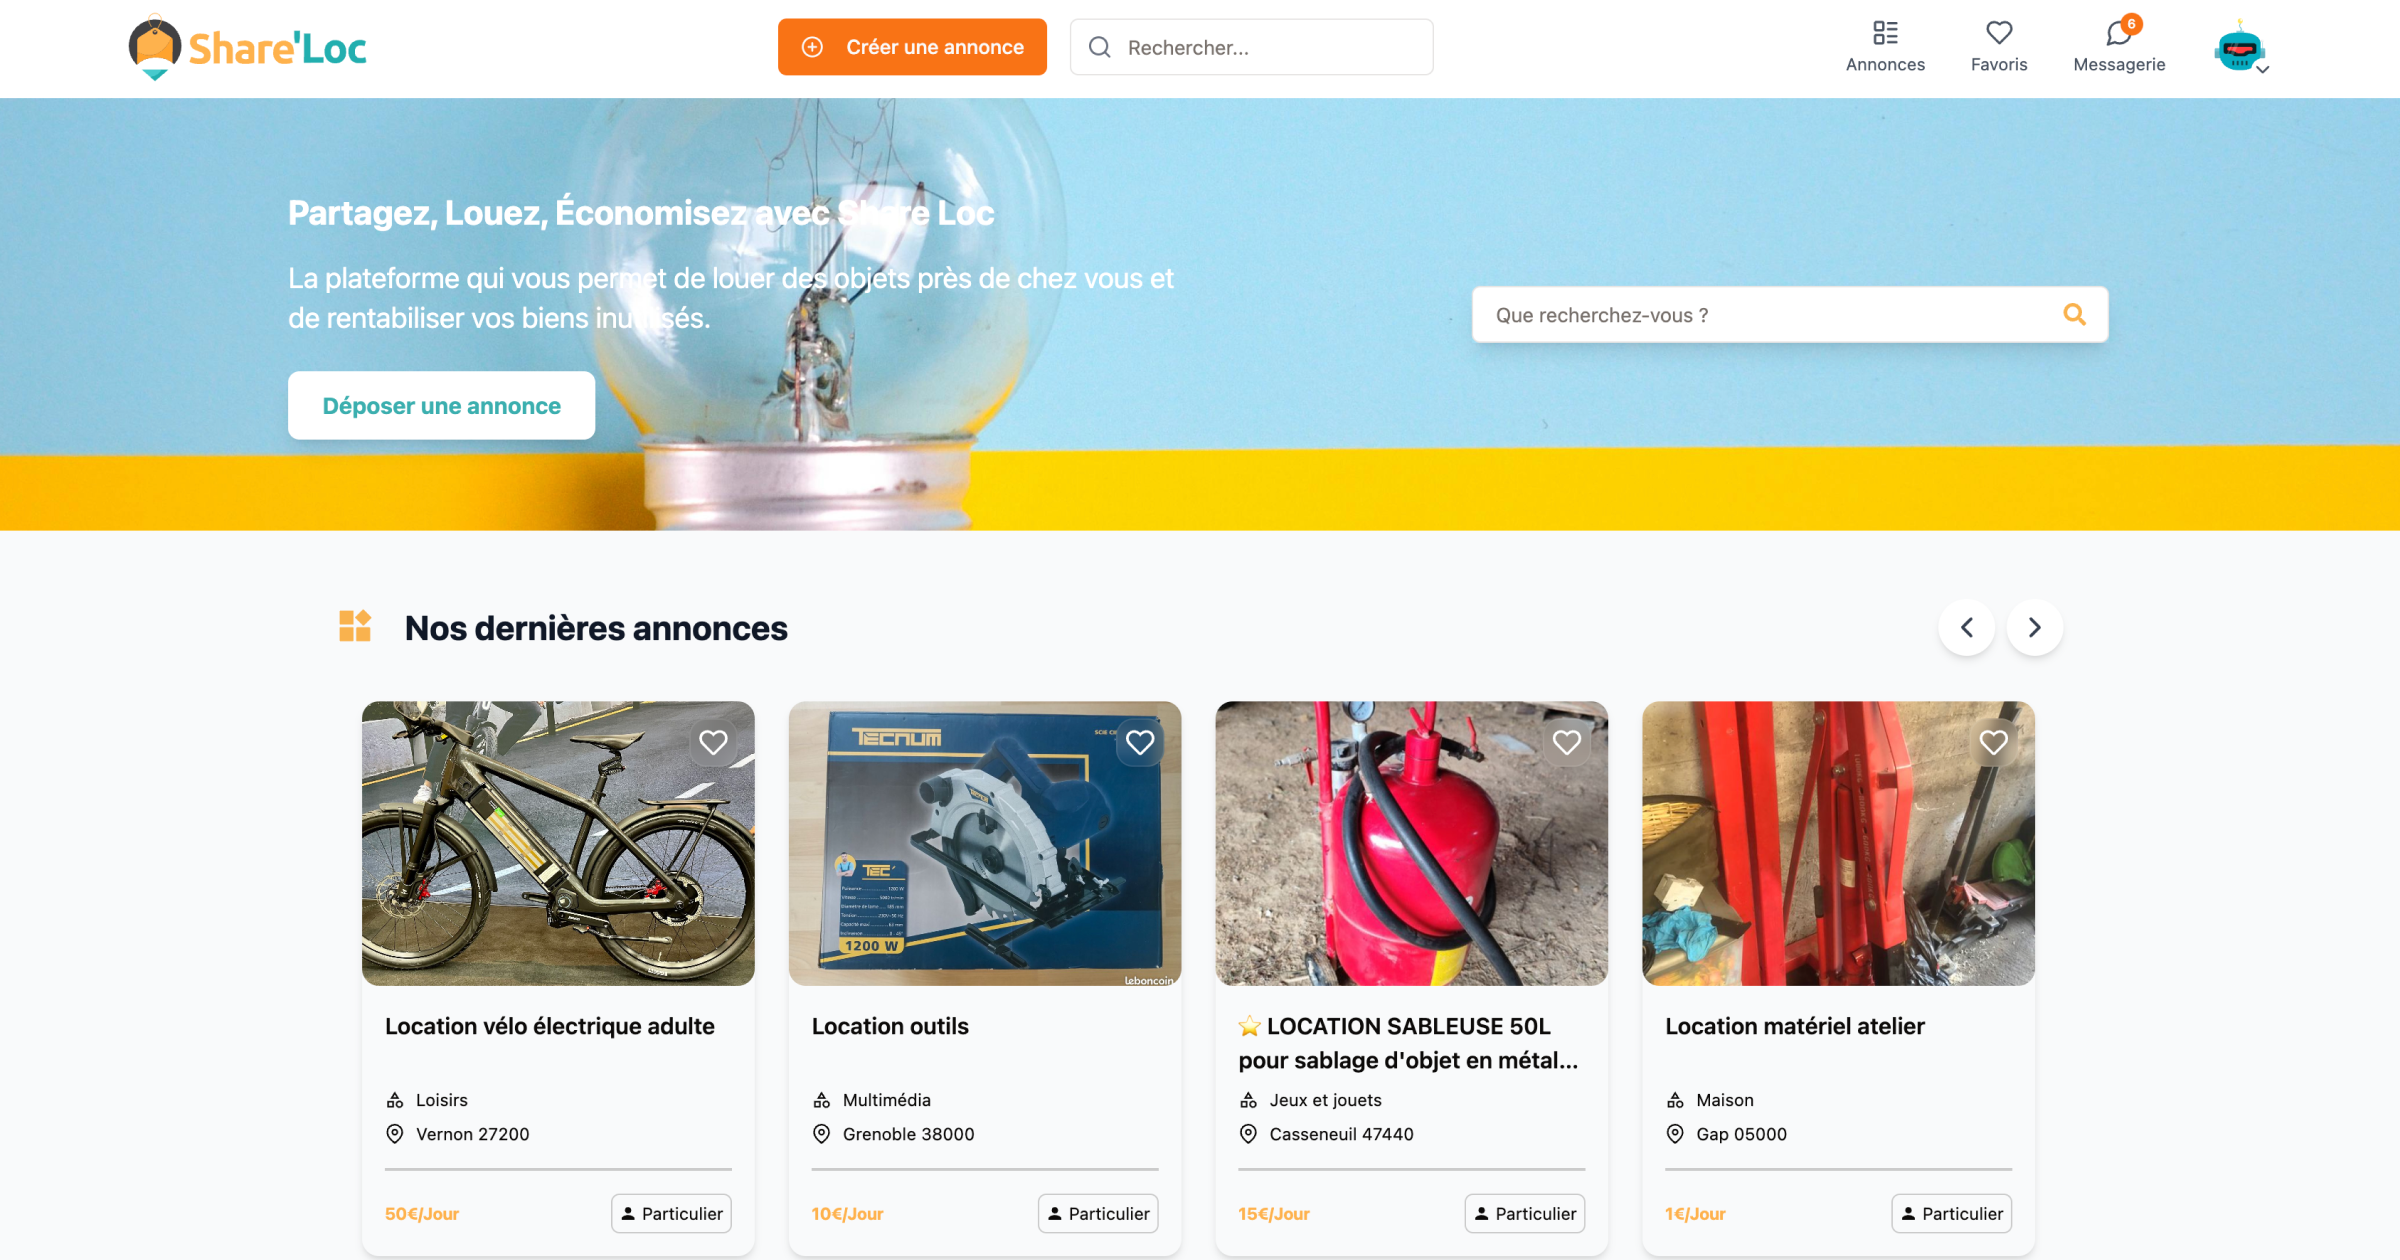 Share'Loc
Créer une annonce
Rechercher...
Annonces
Favoris
6
Messagerie
Partagez, Louez, Économisez avec Share Loc
La plateforme qui vous permet de louer des objets près de chez vous et
de rentabiliser vos biens inutilisés.
Que recherchez-vous ?
Déposer une annonce
Nos dernières annonces
TECNUM
TEC
1200 W
leboncoin
Location vélo électrique adulte
Loisirs
Vernon 27200
50€/Jour
Particulier
Location outils
Multimédia
Grenoble 38000
10€/Jour
Particulier
⭐ LOCATION SABLEUSE 50L
pour sablage d'objet en métal...
Jeux et jouets
Casseneuil 47440
15€/Jour
Particulier
Location matériel atelier
Maison
Gap 05000
1€/Jour
Particulier